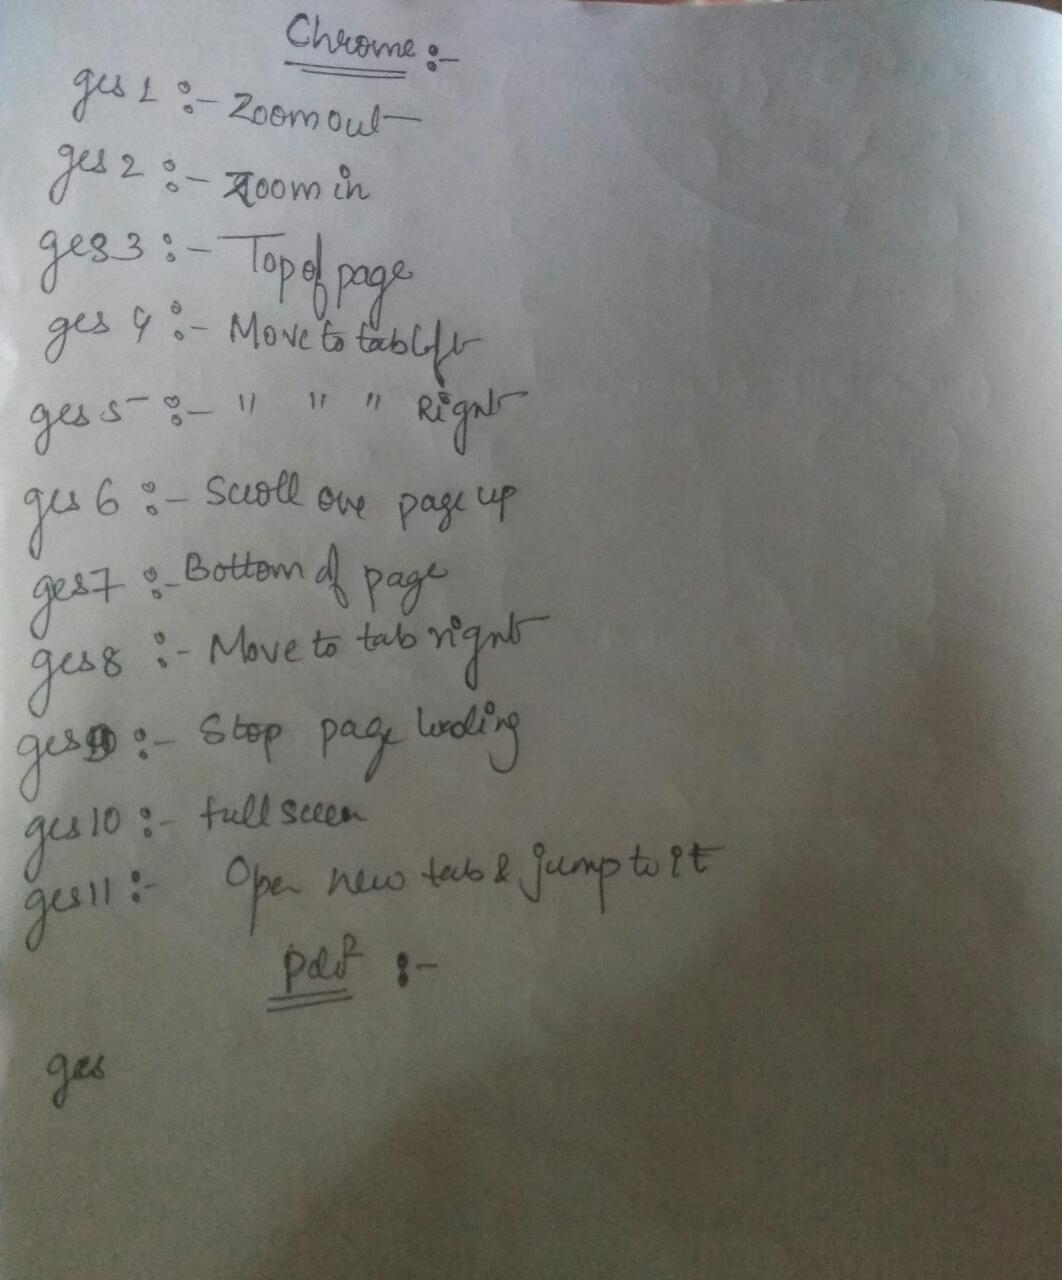 Chrome :-
ges 1 :- Zoom out
ges 2 :- Zoom in
ges 3 :- Top of page
ges 4 :- Move to tab left
ges 5 :- " " " Right
ges 6 :- Scroll one page up
ges 7 :- Bottom of page
ges 8 :- Move to tab right
ges 9 :- Stop page loading
ges 10 :- full screen
ges 11 :- Open new tab & jump to it
pdf :-
ges